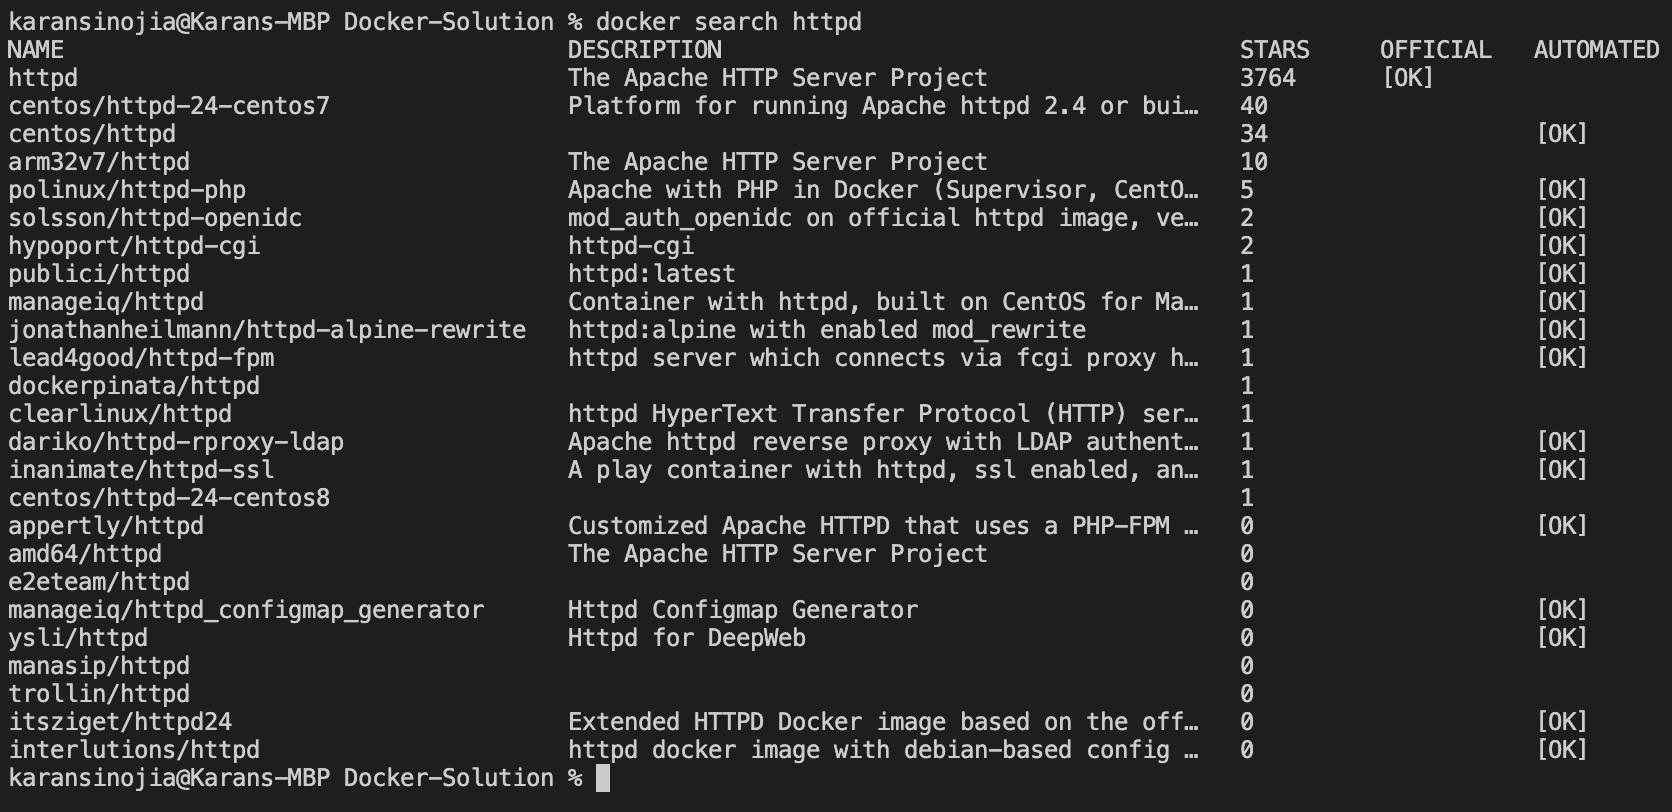 karansinojia@Karans-MBP Docker-Solution % docker search httpd
NAME                                    DESCRIPTION                                     STARS     OFFICIAL   AUTOMATED
httpd                                   The Apache HTTP Server Project                  3764      [OK]
centos/httpd-24-centos7                 Platform for running Apache httpd 2.4 or bui…   40
centos/httpd                                                                            34                   [OK]
arm32v7/httpd                           The Apache HTTP Server Project                  10
polinux/httpd-php                       Apache with PHP in Docker (Supervisor, CentO…   5                    [OK]
solsson/httpd-openidc                   mod_auth_openidc on official httpd image, ve…   2                    [OK]
hypoport/httpd-cgi                      httpd-cgi                                       2                    [OK]
publici/httpd                           httpd:latest                                    1                    [OK]
manageiq/httpd                          Container with httpd, built on CentOS for Ma…   1                    [OK]
jonathanheilmann/httpd-alpine-rewrite   httpd:alpine with enabled mod_rewrite           1                    [OK]
lead4good/httpd-fpm                     httpd server which connects via fcgi proxy h…   1                    [OK]
dockerpinata/httpd                                                                      1
clearlinux/httpd                        httpd HyperText Transfer Protocol (HTTP) ser…   1
dariko/httpd-rproxy-ldap                Apache httpd reverse proxy with LDAP authent…   1                    [OK]
inanimate/httpd-ssl                     A play container with httpd, ssl enabled, an…   1                    [OK]
centos/httpd-24-centos8                                                                 1
appertly/httpd                          Customized Apache HTTPD that uses a PHP-FPM …   0                    [OK]
amd64/httpd                             The Apache HTTP Server Project                  0
e2eteam/httpd                                                                           0
manageiq/httpd_configmap_generator      Httpd Configmap Generator                       0                    [OK]
ysli/httpd                              Httpd for DeepWeb                               0                    [OK]
manasip/httpd                                                                           0
trollin/httpd                                                                           0
itsziget/httpd24                        Extended HTTPD Docker image based on the off…   0                    [OK]
interlutions/httpd                      httpd docker image with debian-based config …   0                    [OK]
karansinojia@Karans-MBP Docker-Solution %